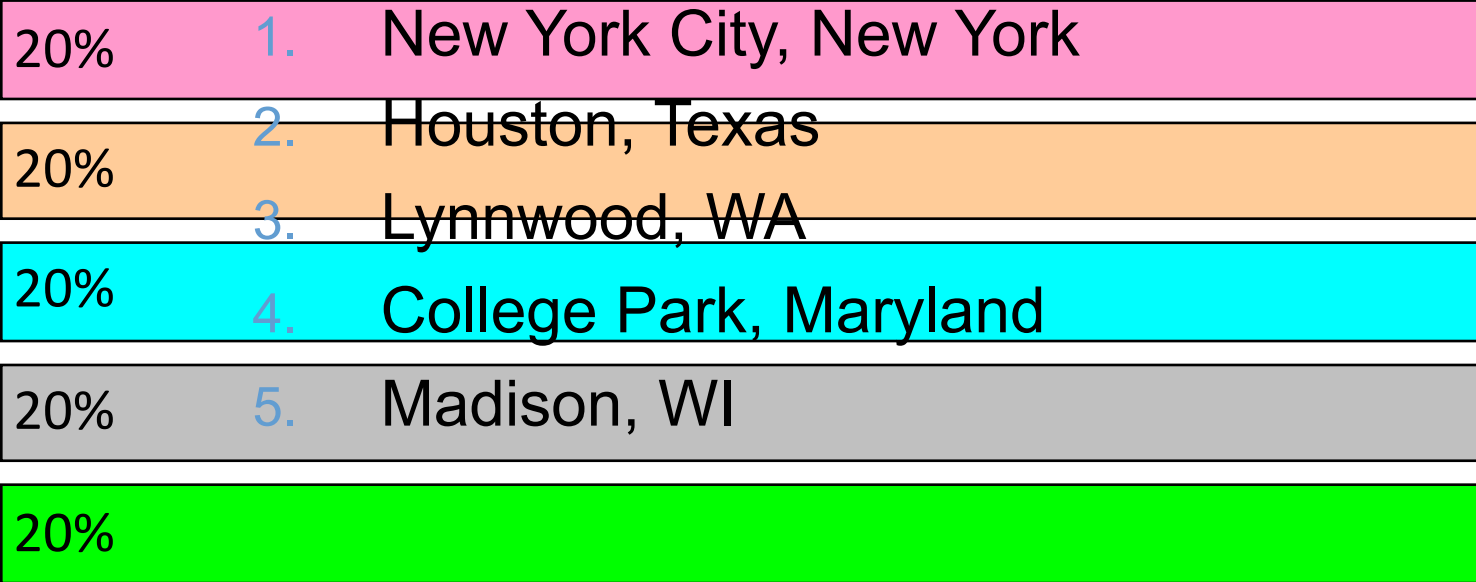 20% 1. New York City, New York
2. Houston, Texas
20%
3. Lynnwood, WA
20% 4. College Park, Maryland
20% 5. Madison, WI
20%